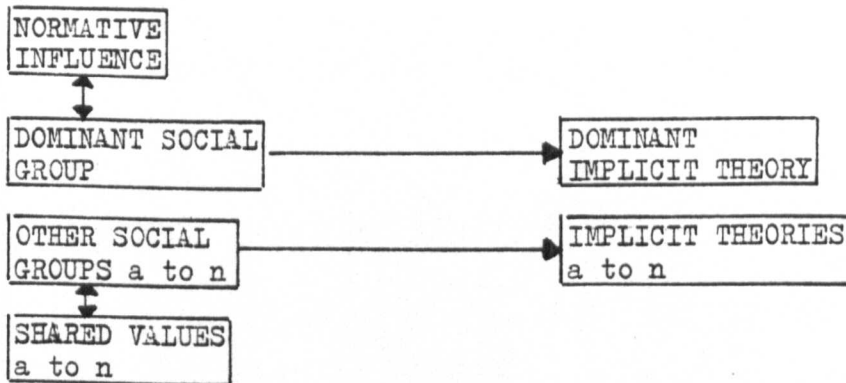 NORMATIVE
INFLUENCE
DOMINANT SOCIAL
GROUP
DOMINANT
IMPLICIT THEORY
OTHER SOCIAL
GROUPS a to n
IMPLICIT THEORIES
a to n
SHARED VALUES
a to n